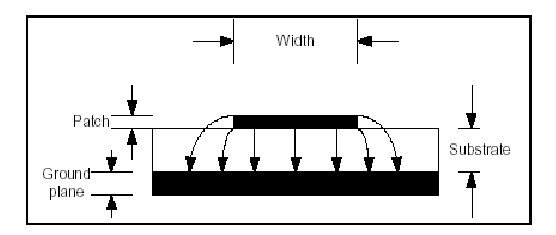 Width
Patch
Substrate
Ground
plane